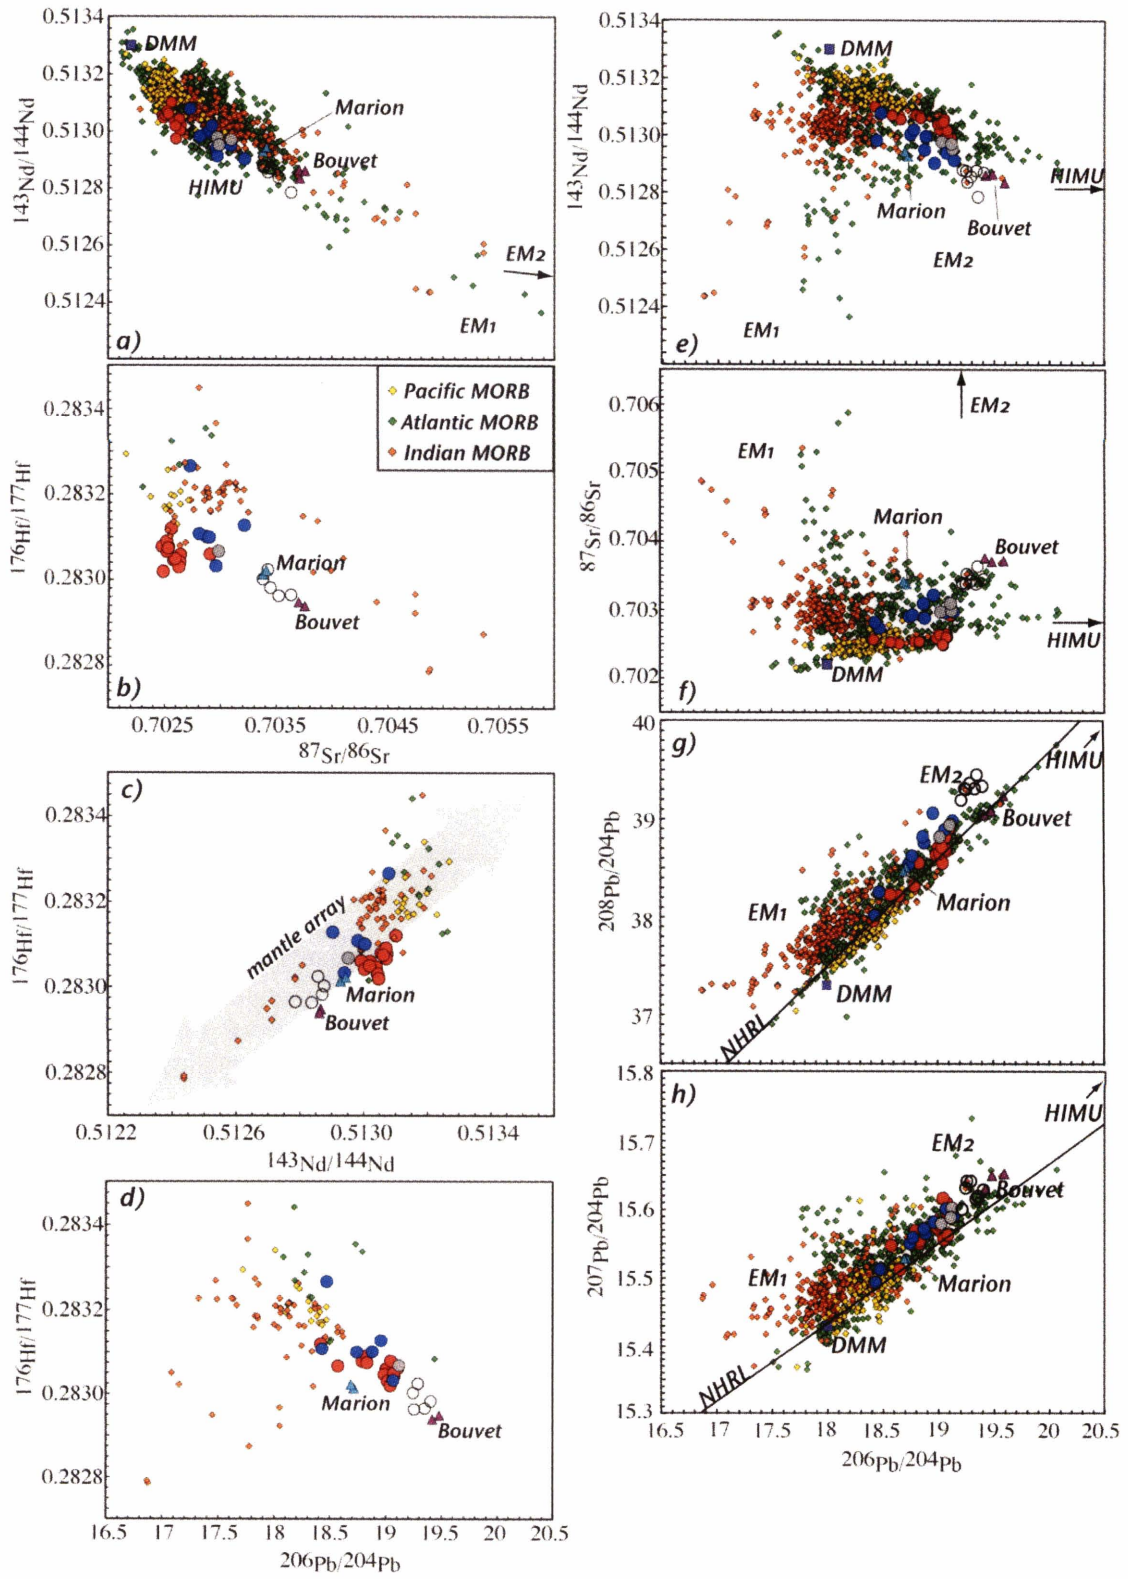 0.5134
0.5132
0.5130
0.5128
0.5126
0.5124
143Nd/144Nd
DMM
Marion
Bouvet
HIMU
EM2
EM1
a)
0.2834
0.2832
0.2830
0.2828
176Hf/177Hf
Pacific MORB
Atlantic MORB
Indian MORB
Marion
Bouvet
b)
0.7025 0.7035 0.7045 0.7055
87Sr/86Sr
c)
0.2834
0.2832
0.2830
0.2828
176Hf/177Hf
mantle array
Marion
Bouvet
0.5122 0.5126 0.5130 0.5134
143Nd/144Nd
d)
0.2834
0.2832
0.2830
0.2828
176Hf/177Hf
Marion
Bouvet
16.5 17 17.5 18 18.5 19 19.5 20 20.5
206Pb/204Pb
0.5134
0.5132
0.5130
0.5128
0.5126
0.5124
143Nd/144Nd
DMM
HIMU
Marion
Bouvet
EM2
EM1
e)
0.706
0.705
0.704
0.703
0.702
87Sr/86Sr
EM2
EM1
Marion
Bouvet
HIMU
DMM
f)
g)
40
39
38
37
208Pb/204Pb
HIMU
EM2
Bouvet
EM1
Marion
DMM
NHRL
h)
15.8
15.7
15.6
15.5
15.4
15.3
207Pb/204Pb
HIMU
EM2
Bouvet
EM1
Marion
DMM
NHRL
16.5 17 17.5 18 18.5 19 19.5 20 20.5
206Pb/204Pb